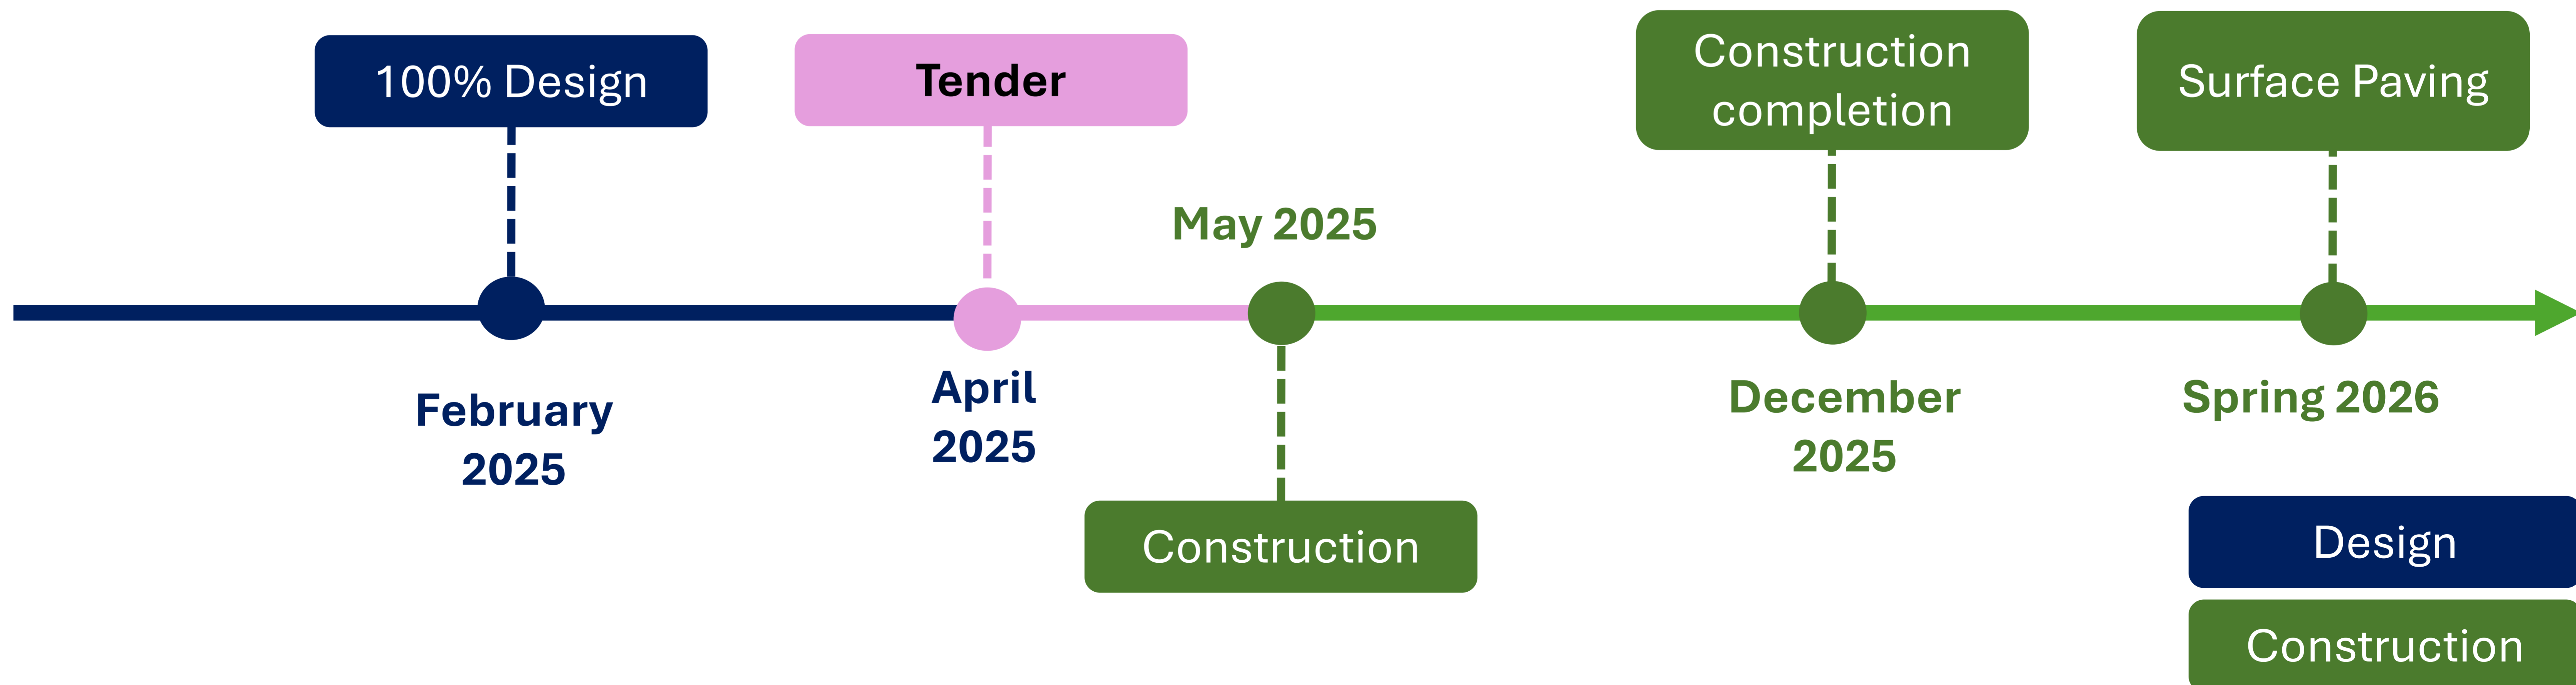 100% Design
Tender
Construction
completion
Surface Paving
May 2025
February
2025
April
2025
December
2025
Spring 2026
Construction
Design
Construction